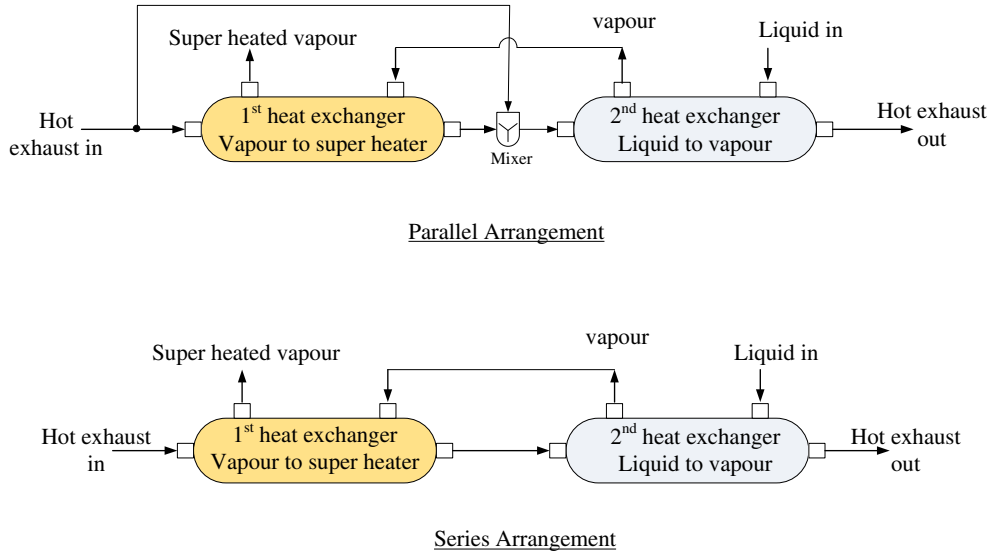 Super heated vapour
vapour
Liquid in
Hot
exhaust in
1st heat exchanger
Vapour to super heater
Mixer
2nd heat exchanger
Liquid to vapour
Hot exhaust
out
Parallel Arrangement
Super heated vapour
vapour
Liquid in
Hot exhaust
in
1st heat exchanger
Vapour to super heater
2nd heat exchanger
Liquid to vapour
Hot exhaust
out
Series Arrangement